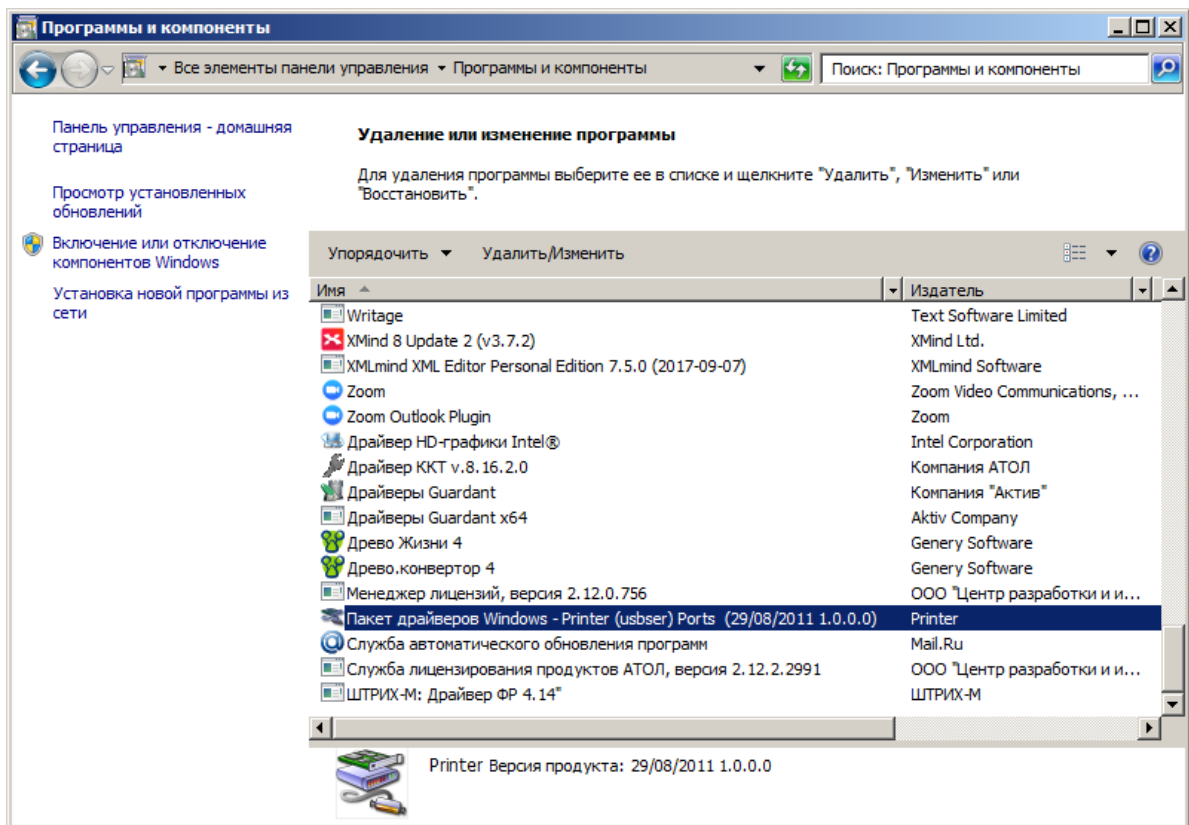 Программы и компоненты
Все элементы панели управления Программы и компоненты
Поиск: Программы и компоненты
Панель управления - домашняя
страница
Просмотр установленных
обновлений
Включение или отключение
компонентов Windows
Установка новой программы из
сети
Удаление или изменение программы
Для удаления программы выберите ее в списке и щелкните "Удалить", "Изменить" или
"Восстановить".
Упорядочить Удалить/Изменить
Имя Издатель
Writage Text Software Limited
XMind 8 Update 2 (v3.7.2) XMind Ltd.
XMLmind XML Editor Personal Edition 7.5.0 (2017-09-07) XMLmind Software
Zoom Zoom Video Communications, ...
Zoom Outlook Plugin Zoom
Драйвер HD-графики Intel® Intel Corporation
Драйвер ККТ v.8.16.2.0 Компания АТОЛ
Драйверы Guardant Компания "Актив"
Драйверы Guardant x64 Aktiv Company
Древо Жизни 4 Genery Software
Древо.конвертор 4 Genery Software
Менеджер лицензий, версия 2.12.0.756 ООО "Центр разработки и и...
Пакет драйверов Windows - Printer (usbser) Ports (29/08/2011 1.0.0.0) Printer
Служба автоматического обновления программ Mail.Ru
Служба лицензирования продуктов АТОЛ, версия 2.12.2.2991 ООО "Центр разработки и и...
ШТРИХ-М: Драйвер ФР 4.14" ШТРИХ-М
Printer Версия продукта: 29/08/2011 1.0.0.0